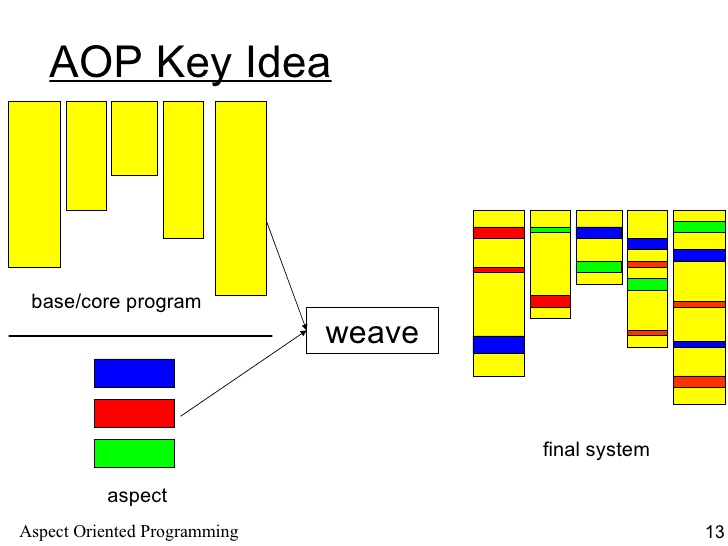 AOP Key Idea
base/core program
weave
final system
aspect
Aspect Oriented Programming
13